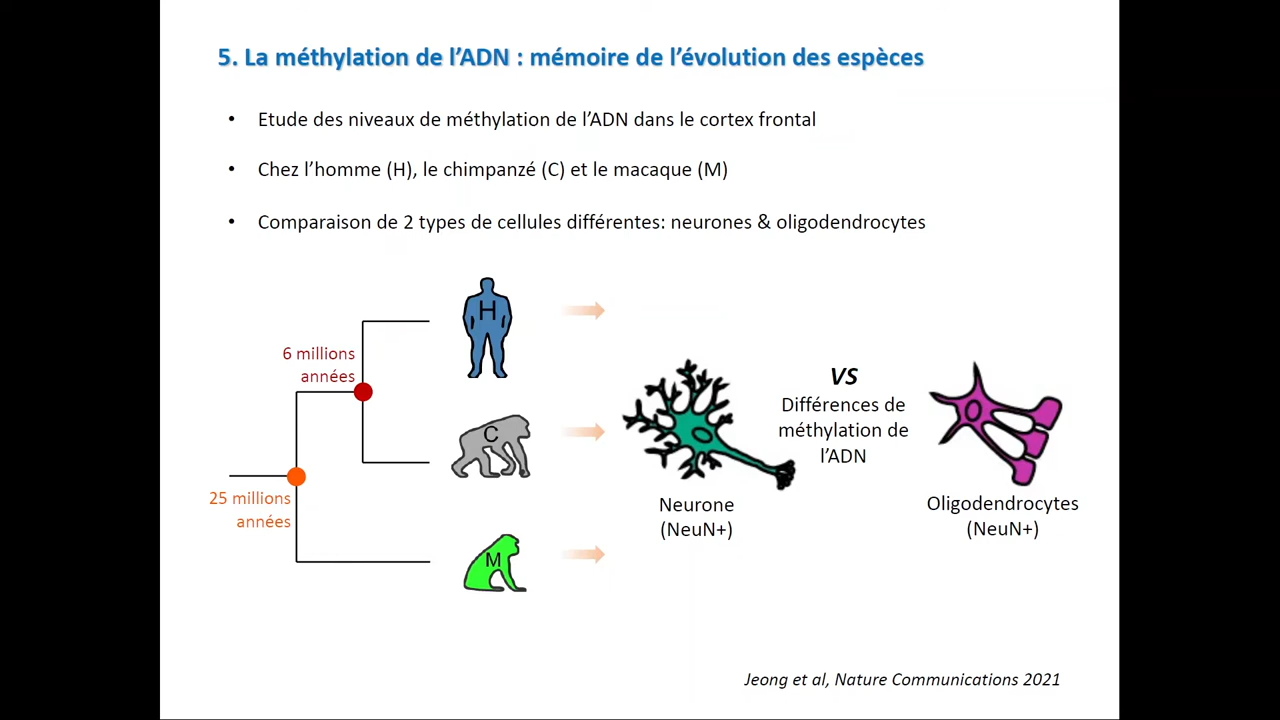 5. La méthylation de l'ADN : mémoire de l'évolution des espèces
• Etude des niveaux de méthylation de l'ADN dans le cortex frontal
• Chez l'homme (H), le chimpanzé (C) et le macaque (M)
• Comparaison de 2 types de cellules différentes: neurones & oligodendrocytes
H
6 millions
années
C
25 millions
années
M
Neurone
(NeuN+)
VS
Différences de
méthylation de
l'ADN
Oligodendrocytes
(NeuN+)
Jeong et al, Nature Communications 2021